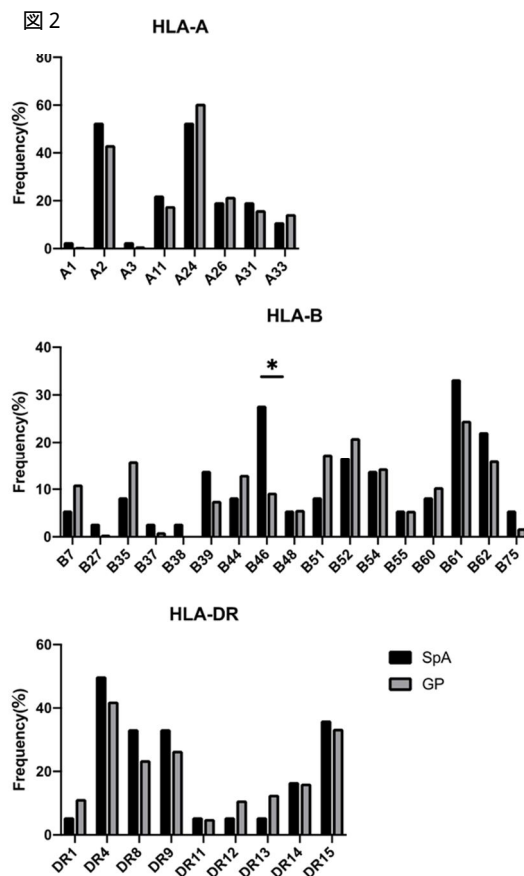 図2
HLA-A
Frequency(%)
80
60
40
20
0
A1 A2 A3 A11 A24 A26 A31 A33
HLA-B
Frequency(%)
40
30
20
10
0
*
B7 B27 B35 B37 B38 B39 B44 B46 B48 B51 B52 B54 B55 B60 B61 B62 B75
HLA-DR
Frequency(%)
60
40
20
0
DR1 DR4 DR8 DR9 DR11 DR12 DR13 DR14 DR15
SpA
GP